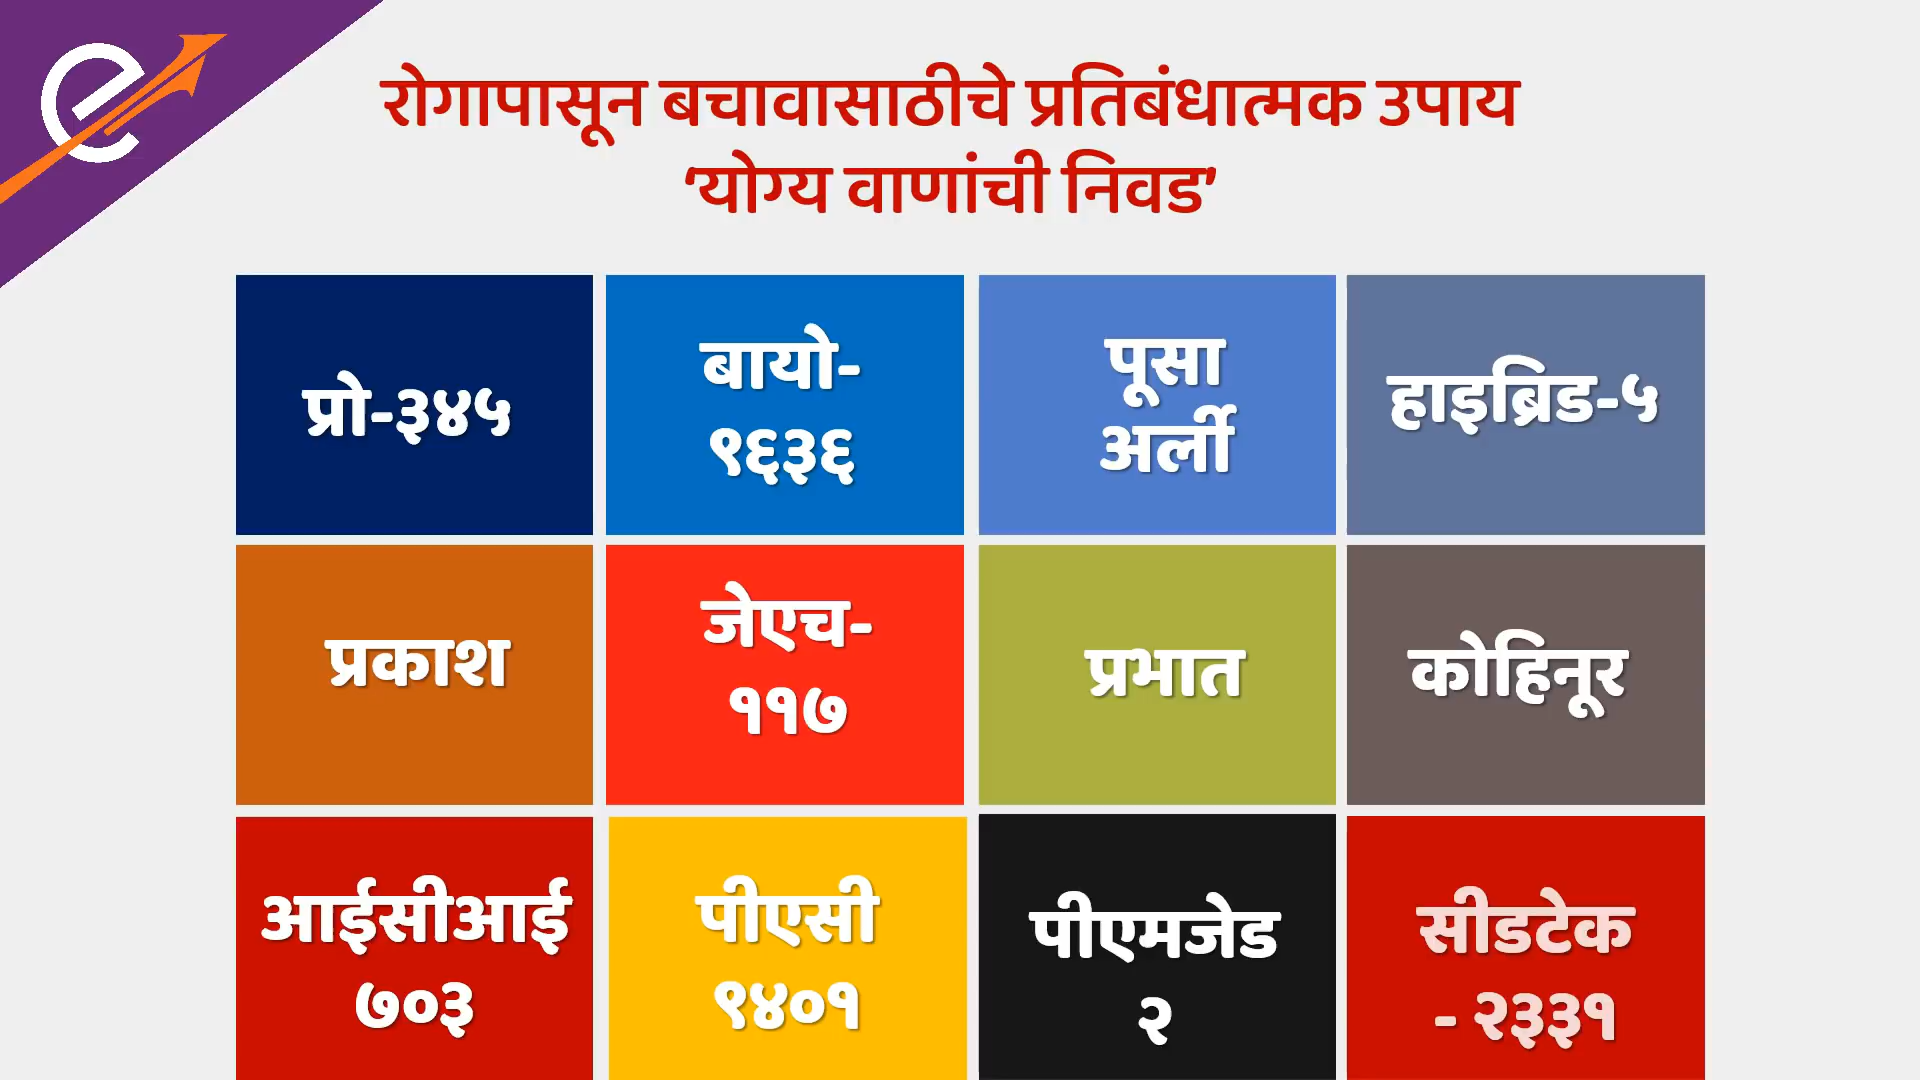 रोगापासून बचावासाठीचे प्रतिबंधात्मक उपाय
‘योग्य वाणांची निवड’
प्रो-३४५
बायो-
९६३६
पूसा
अर्ली
हाइब्रिड-५
प्रकाश
जेएच-
११७
प्रभात
कोहिनूर
आईसीआई
७०३
पीएसी
९४०१
पीएमजेड
२
सीडटेक
- २३३१